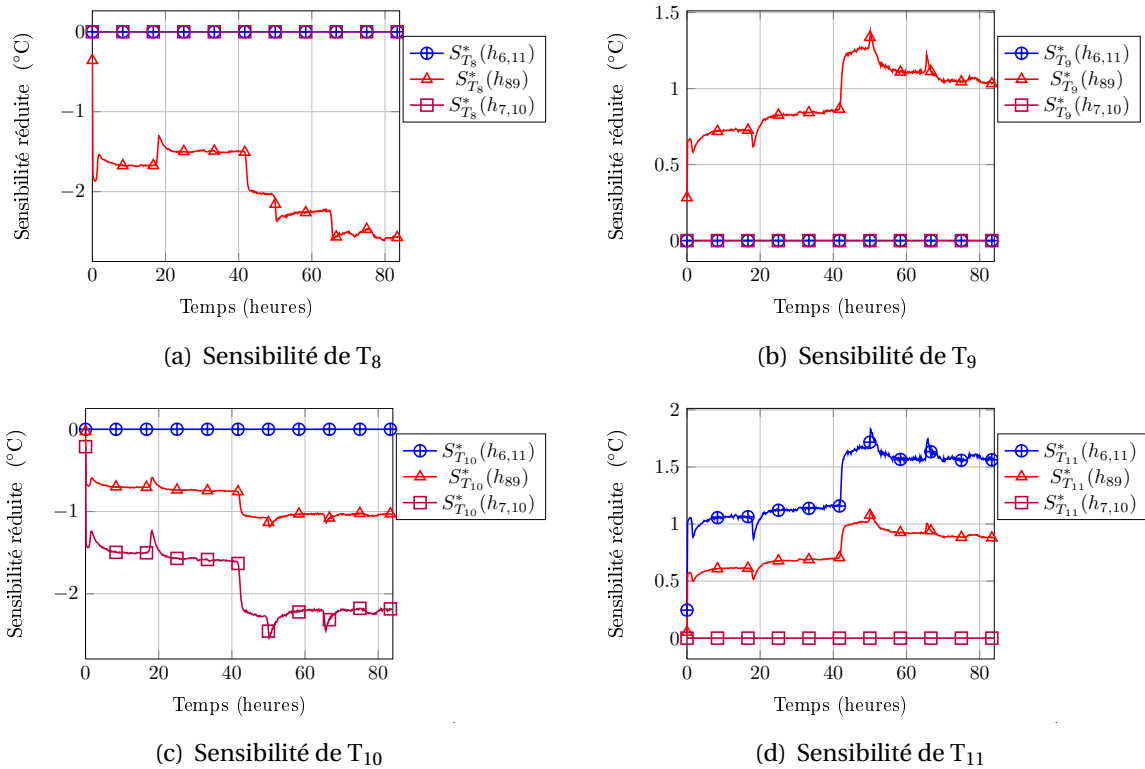 0
−1
−2
Sensibilité réduite (°C)
0 20 40 60 80
Temps (heures)
S*T8(h6,11)
S*T8(h89)
S*T8(h7,10)
(a) Sensibilité de T8
1.5
1
0.5
0
Sensibilité réduite (°C)
0 20 40 60 80
Temps (heures)
S*T9(h6,11)
S*T9(h89)
S*T9(h7,10)
(b) Sensibilité de T9
0
−1
−2
Sensibilité réduite (°C)
0 20 40 60 80
Temps (heures)
S*T10(h6,11)
S*T10(h89)
S*T10(h7,10)
(c) Sensibilité de T10
2
1.5
1
0.5
0
Sensibilité réduite (°C)
0 20 40 60 80
Temps (heures)
S*T11(h6,11)
S*T11(h89)
S*T11(h7,10)
(d) Sensibilité de T11